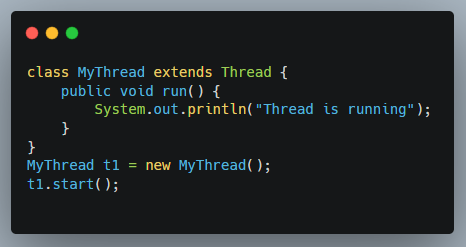 class MyThread extends Thread {
    public void run() {
        System.out.println("Thread is running");
    }
}
MyThread t1 = new MyThread();
t1.start();